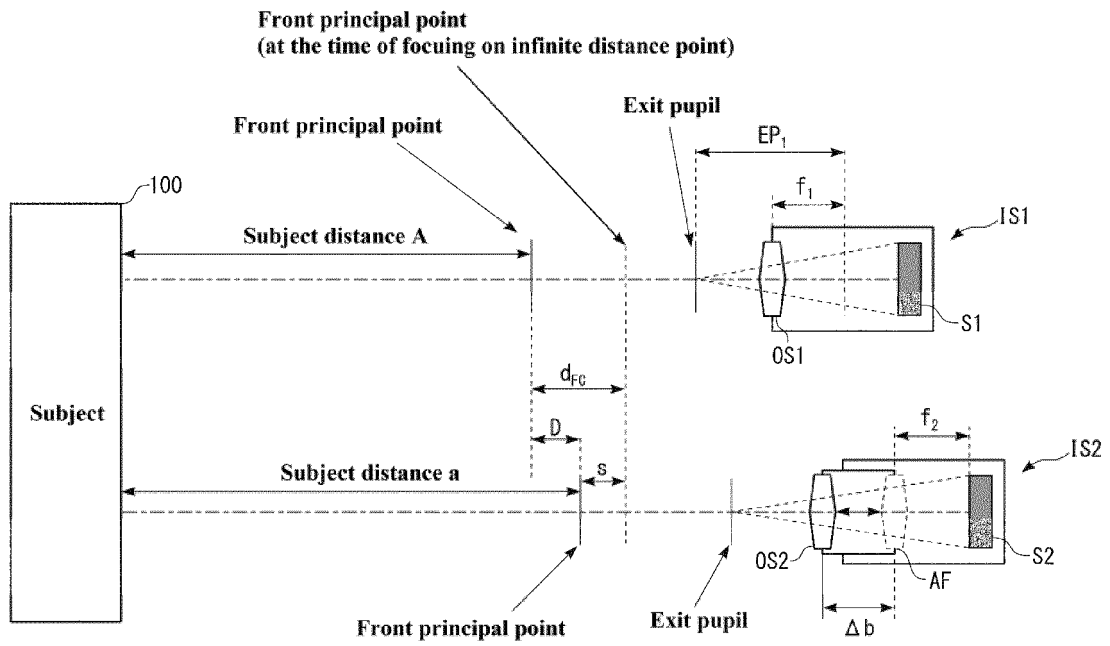 Front principal point
(at the time of focuing on infinite distance point)
Front principal point
Exit pupil
EP1
f1
100
IS1
Subject distance A
S1
OS1
dFC
Subject
D
f2
IS2
Subject distance a
s
OS2
AF
S2
Front principal point
Exit pupil
Δb